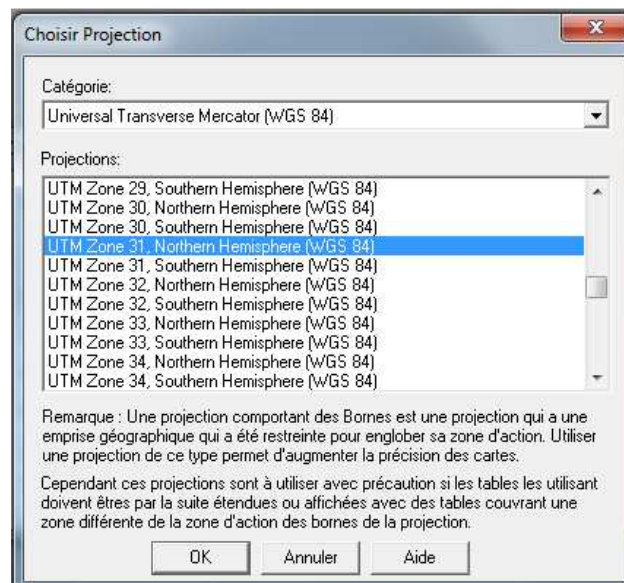 Choisir Projection
Catégorie:
Universal Transverse Mercator (WGS 84)
Projections:
UTM Zone 29, Southern Hemisphere (WGS 84)
UTM Zone 30, Northern Hemisphere (WGS 84)
UTM Zone 30, Southern Hemisphere (WGS 84)
UTM Zone 31, Northern Hemisphere (WGS 84)
UTM Zone 31, Southern Hemisphere (WGS 84)
UTM Zone 32, Northern Hemisphere (WGS 84)
UTM Zone 32, Southern Hemisphere (WGS 84)
UTM Zone 33, Northern Hemisphere (WGS 84)
UTM Zone 33, Southern Hemisphere (WGS 84)
UTM Zone 34, Northern Hemisphere (WGS 84)
UTM Zone 34, Southern Hemisphere (WGS 84)
Remarque : Une projection comportant des Bornes est une projection qui a une
emprise géographique qui a été restreinte pour englober sa zone d'action. Utiliser
une projection de ce type permet d'augmenter la précision des cartes.
Cependant ces projections sont à utiliser avec précaution si les tables les utilisant
doivent êtres par la suite étendues ou affichées avec des tables couvrant une
zone différente de la zone d'action des bornes de la projection.
OK
Annuler
Aide